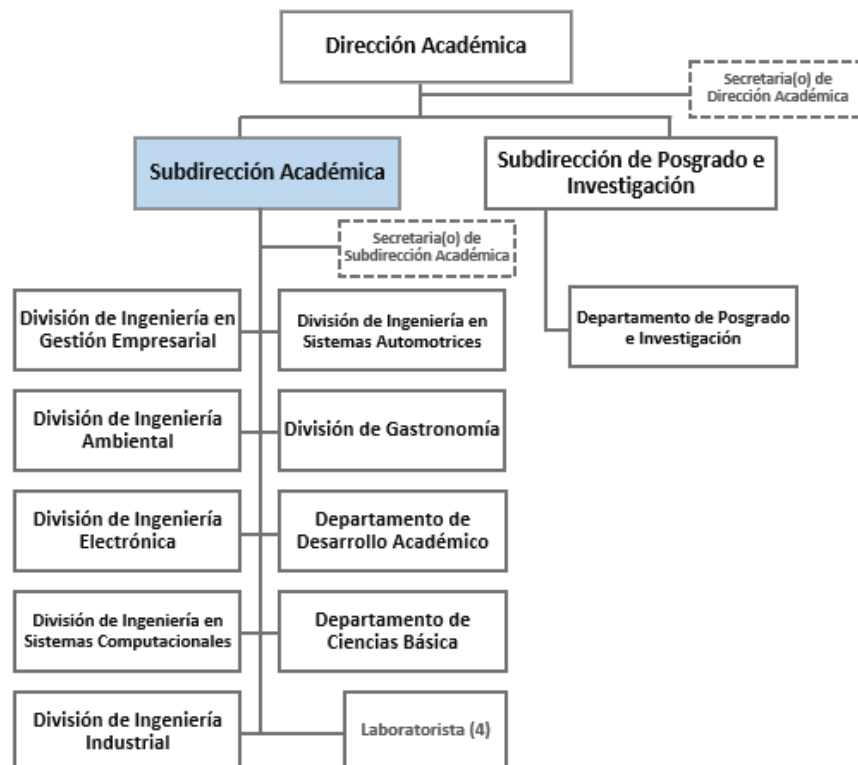 Dirección Académica
Secretaria(o) de
Dirección Académica
Subdirección Académica
Subdirección de Posgrado e
Investigación
Secretaria(o) de
Subdirección Académica
División de Ingeniería en
Gestión Empresarial
División de Ingeniería en
Sistemas Automotrices
Departamento de Posgrado
e Investigación
División de Ingeniería
Ambiental
División de Gastronomía
División de Ingeniería
Electrónica
Departamento de
Desarrollo Académico
División de Ingeniería en
Sistemas Computacionales
Departamento de
Ciencias Básica
División de Ingeniería
Industrial
Laboratorista (4)